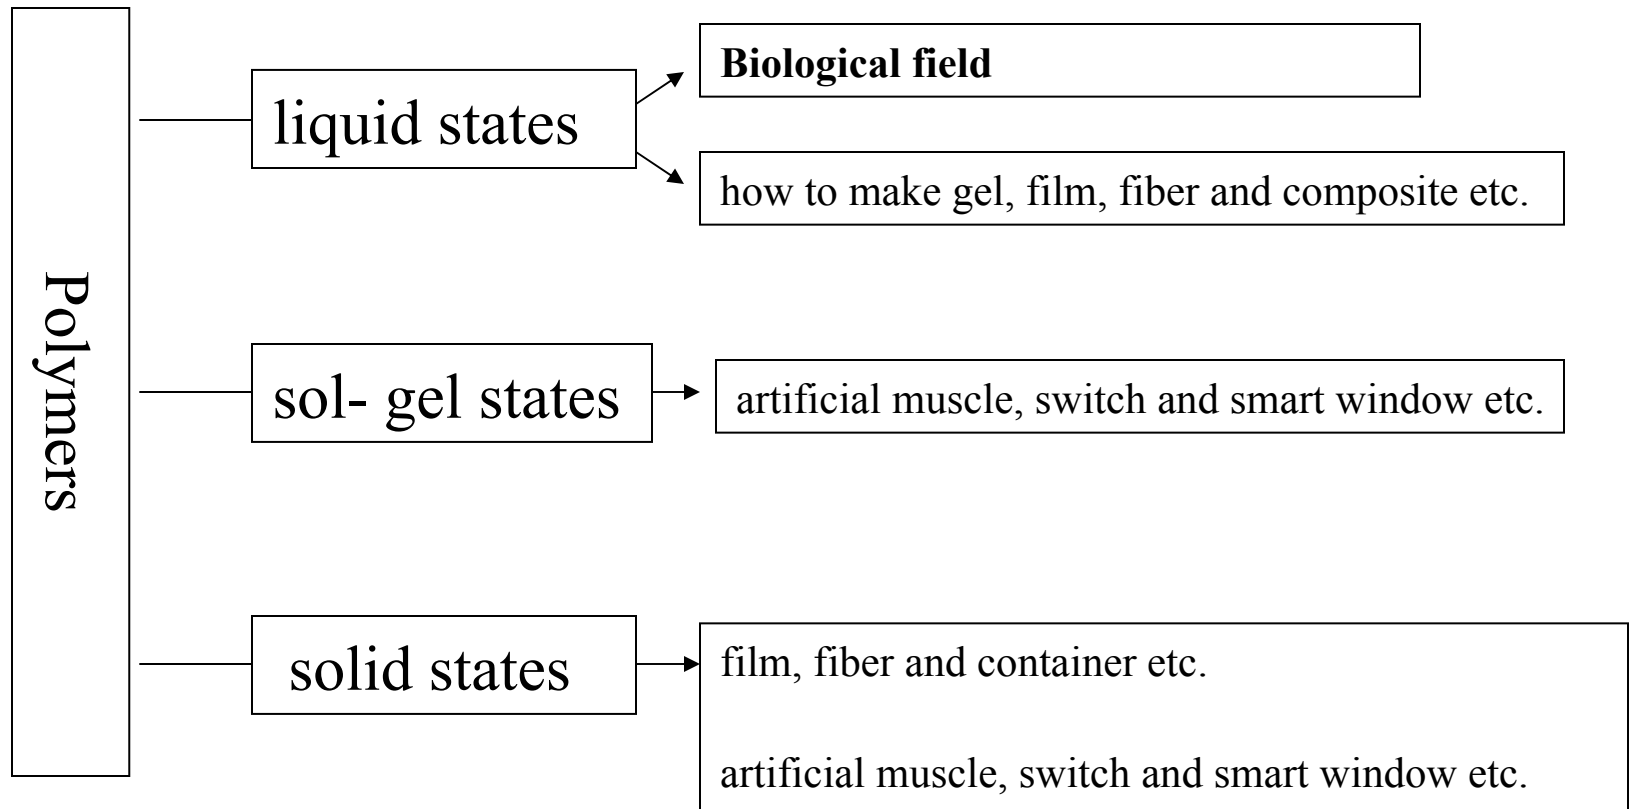 Polymers
liquid states
Biological field
how to make gel, film, fiber and composite etc.
sol- gel states
artificial muscle, switch and smart window etc.
solid states
film, fiber and container etc.
artificial muscle, switch and smart window etc.